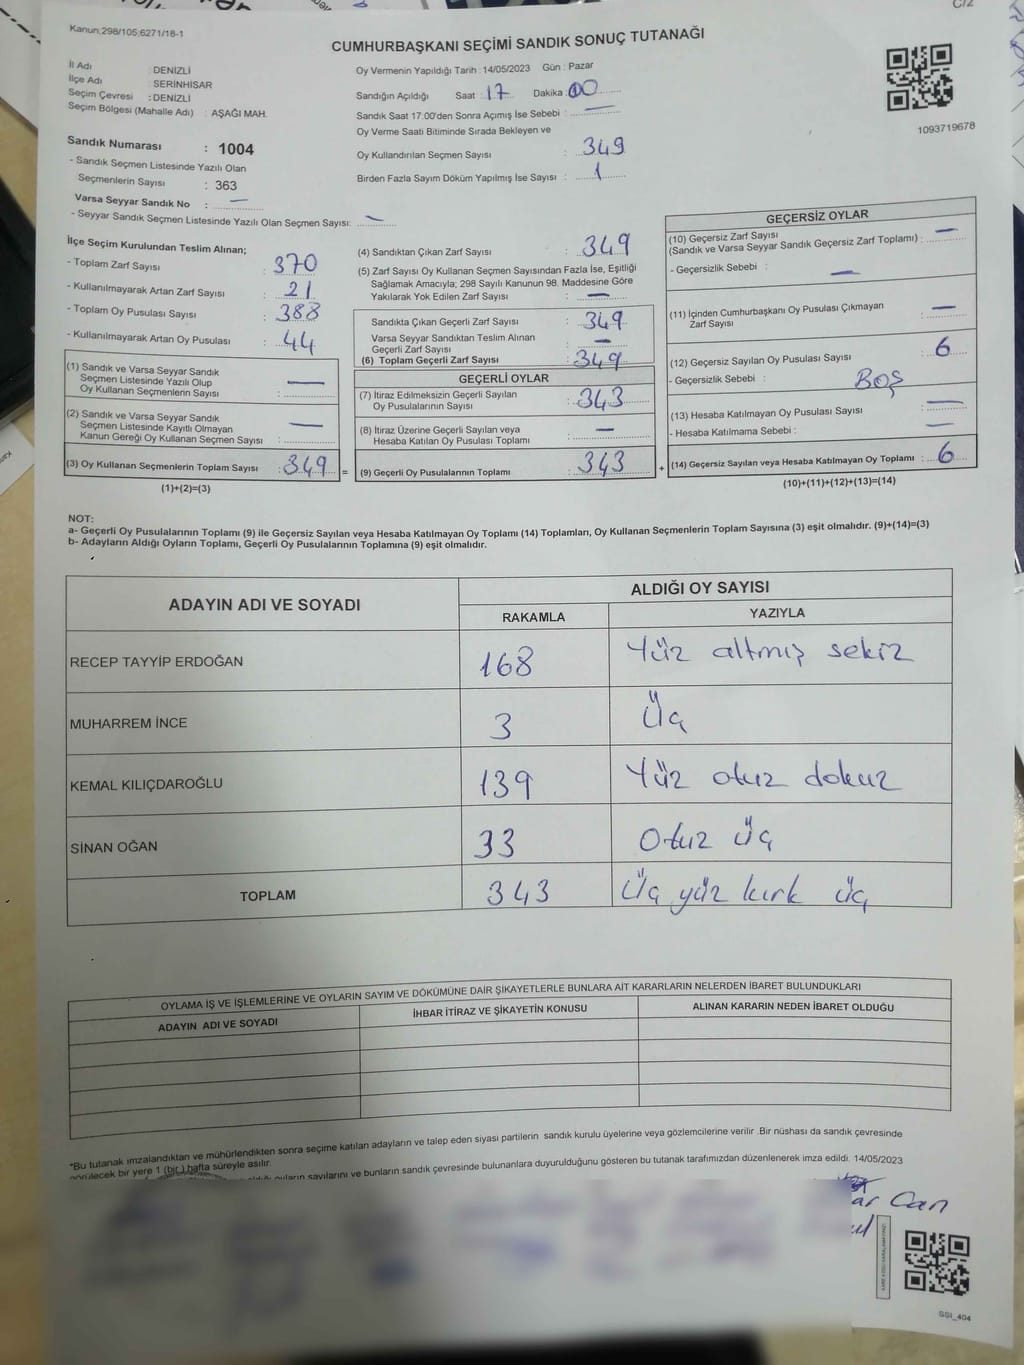 C/2
Kanun,298/105;6271/18-1
CUMHURBAŞKANI SEÇİMİ SANDIK SONUÇ TUTANAĞI
İl Adı : DENİZLİ
İlçe Adı : SERİNHİSAR
Seçim Çevresi : DENİZLİ
Seçim Bölgesi (Mahalle Adı) : AŞAĞI MAH.
Oy Vermenin Yapıldığı Tarih : 14/05/2023 Gün : Pazar
Sandığın Açıldığı Saat : 17 Dakika : 00
Sandık Saat 17.00'den Sonra Açımış İse Sebebi : —
Oy Verme Saati Bitiminde Sırada Bekleyen ve
Oy Kullandırılan Seçmen Sayısı : 349
Birden Fazla Sayım Döküm Yapılmış İse Sayısı : 1
1093719678
Sandık Numarası : 1004
- Sandık Seçmen Listesinde Yazılı Olan
Seçmenlerin Sayısı : 363
Varsa Seyyar Sandık No : —
- Seyyar Sandık Seçmen Listesinde Yazılı Olan Seçmen Sayısı: —
İlçe Seçim Kurulundan Teslim Alınan;
- Toplam Zarf Sayısı : 370
- Kullanılmayarak Artan Zarf Sayısı : 21
- Toplam Oy Pusulası Sayısı : 388
- Kullanılmayarak Artan Oy Pusulası : 44
(1) Sandık ve Varsa Seyyar Sandık
Seçmen Listesinde Yazılı Olup
Oy Kullanan Seçmenlerin Sayısı : —
(2) Sandık ve Varsa Seyyar Sandık
Seçmen Listesinde Kayıtlı Olmayan
Kanun Gereği Oy Kullanan Seçmen Sayısı : —
(3) Oy Kullanan Seçmenlerin Toplam Sayısı : 349 =
(1)+(2)=(3)
(4) Sandıktan Çıkan Zarf Sayısı : 349
(5) Zarf Sayısı Oy Kullanan Seçmen Sayısından Fazla İse, Eşitliği
Sağlamak Amacıyla; 298 Sayılı Kanunun 98. Maddesine Göre
Yakılarak Yok Edilen Zarf Sayısı : —
Sandıkta Çıkan Geçerli Zarf Sayısı : 349
Varsa Seyyar Sandıktan Teslim Alınan
Geçerli Zarf Sayısı : —
(6) Toplam Geçerli Zarf Sayısı : 349
GEÇERLİ OYLAR
(7) İtiraz Edilmeksizin Geçerli Sayılan
Oy Pusulalarının Sayısı : 343
(8) İtiraz Üzerine Geçerli Sayılan veya
Hesaba Katılan Oy Pusulası Toplamı : —
(9) Geçerli Oy Pusulalarının Toplamı : 343 +
GEÇERSİZ OYLAR
(10) Geçersiz Zarf Sayısı
(Sandık ve Varsa Seyyar Sandık Geçersiz Zarf Toplamı) : —
- Geçersizlik Sebebi : —
(11) İçinden Cumhurbaşkanı Oy Pusulası Çıkmayan
Zarf Sayısı : —
(12) Geçersiz Sayılan Oy Pusulası Sayısı : 6
- Geçersizlik Sebebi : BOŞ
(13) Hesaba Katılmayan Oy Pusulası Sayısı : —
- Hesaba Katılmama Sebebi : —
(14) Geçersiz Sayılan veya Hesaba Katılmayan Oy Toplamı : 6
(10)+(11)+(12)+(13)=(14)
NOT:
a- Geçerli Oy Pusulalarının Toplamı (9) ile Geçersiz Sayılan veya Hesaba Katılmayan Oy Toplamı (14) Toplamları, Oy Kullanan Seçmenlerin Toplam Sayısına (3) eşit olmalıdır. (9)+(14)=(3)
b- Adayların Aldığı Oyların Toplamı, Geçerli Oy Pusulalarının Toplamına (9) eşit olmalıdır.
ADAYIN ADI VE SOYADI
ALDIĞI OY SAYISI
RAKAMLA YAZIYLA
RECEP TAYYİP ERDOĞAN 168 Yüz altmış sekiz
MUHARREM İNCE 3 Üç
KEMAL KILIÇDAROĞLU 139 Yüz otuz dokuz
SİNAN OĞAN 33 Otuz üç
TOPLAM 343 Üç yüz kırk üç
OYLAMA İŞ VE İŞLEMLERİNE VE OYLARIN SAYIM VE DÖKÜMÜNE DAİR ŞİKAYETLERLE BUNLARA AİT KARARLARIN NELERDEN İBARET BULUNDUKLARI
ADAYIN ADI VE SOYADI İHBAR İTİRAZ VE ŞİKAYETİN KONUSU ALINAN KARARIN NEDEN İBARET OLDUĞU
*Bu tutanak imzalandıktan ve mühürlendikten sonra seçime katılan adayların ve talep eden siyasi partilerin sandık kurulu üyelerine veya gözlemcilerine verilir .Bir nüshası da sandık çevresinde
görülecek bir yere 1 (bir ) hafta süreyle asılır.
oyların sayılarını ve bunların sandık çevresinde bulunanlara duyurulduğunu gösteren bu tutanak tarafımızdan düzenlenerek imza edildi. 14/05/2023
ar Can
SSI_404